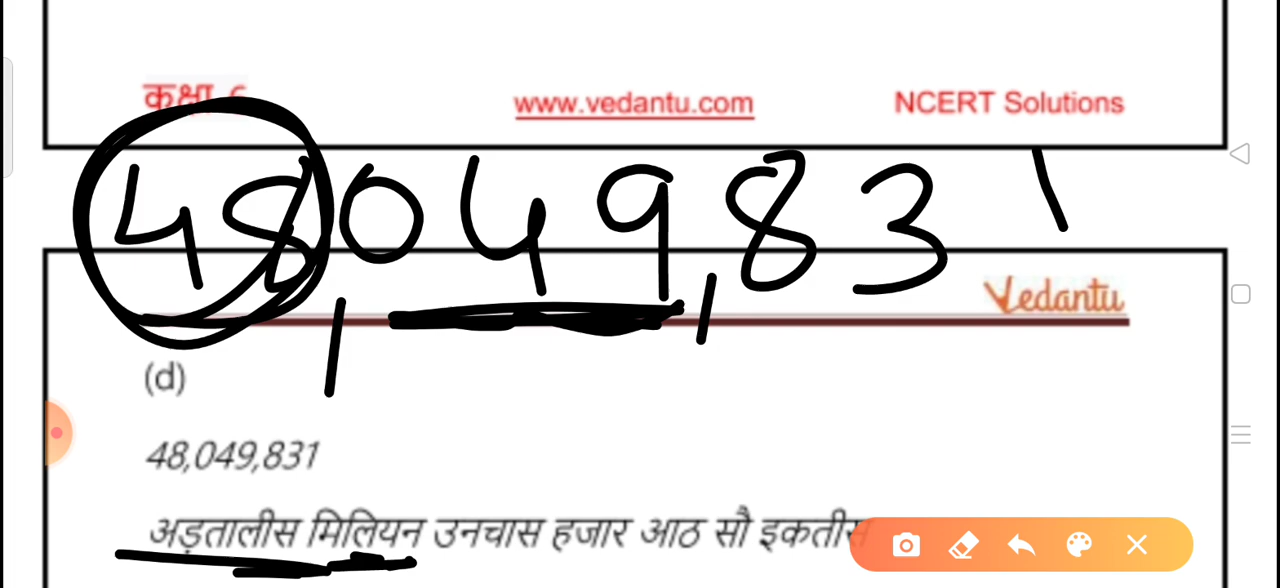 कक्षा 6 www.vedantu.com NCERT Solutions
48,049,831
Vedantu
(d)
48,049,831
अड़तालीस मिलियन उनचास हजार आठ सौ इकतीस